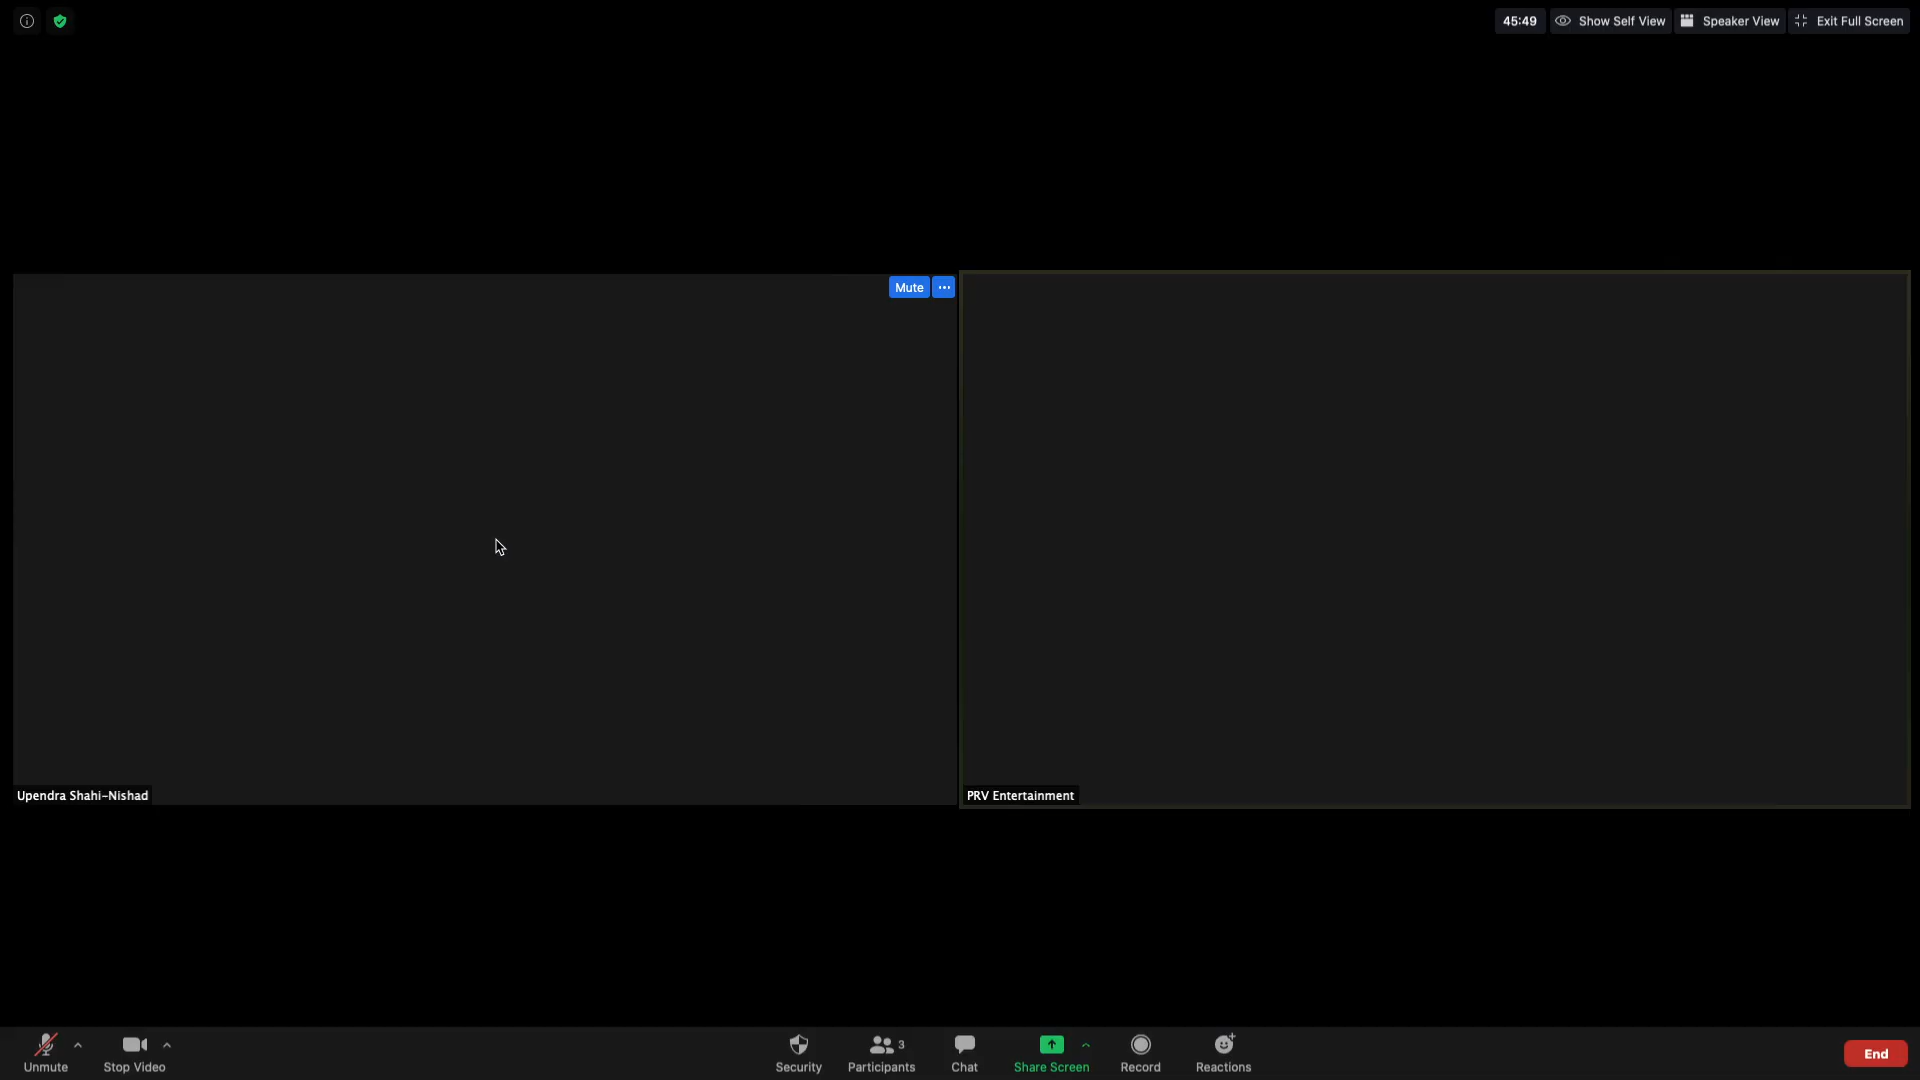 45:49
Show Self View
Speaker View
Exit Full Screen
Mute
Upendra Shahi-Nishad
PRV Entertainment
3
Unmute
Stop Video
Security
Participants
Chat
Share Screen
Record
Reactions
End